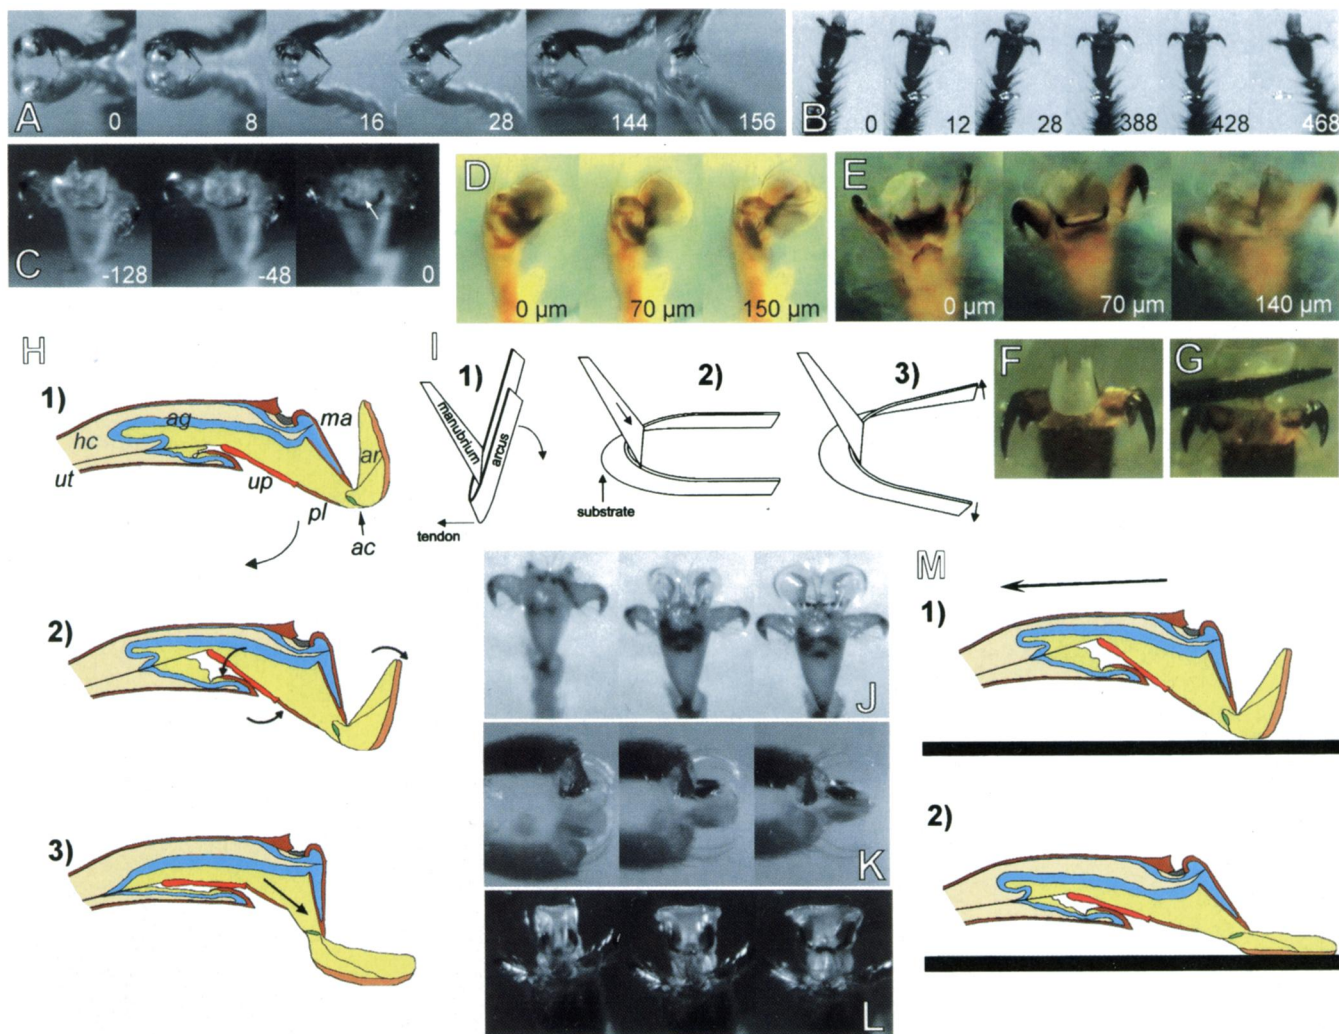 A
0
8
16
28
144
156
B
0
12
28
388
428
468
C
-128
-48
0
D
0 µm
70 µm
150 µm
E
0 µm
70 µm
140 µm
F
G
H
1)
hc
ag
ma
ar
ut
up
pl
ac
2)
3)
I
1)
manubrium
arcus
tendon
2)
substrate
3)
J
K
L
M
1)
2)